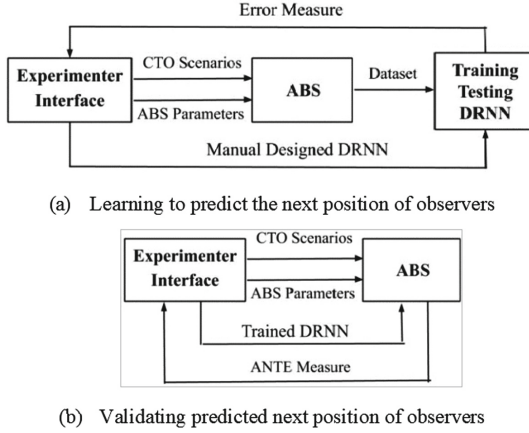 Error Measure
Experimenter
Interface
CTO Scenarios
ABS Parameters
ABS
Dataset
Training
Testing
DRNN
Manual Designed DRNN
(a) Learning to predict the next position of observers
Experimenter
Interface
CTO Scenarios
ABS Parameters
ABS
Trained DRNN
ANTE Measure
(b) Validating predicted next position of observers